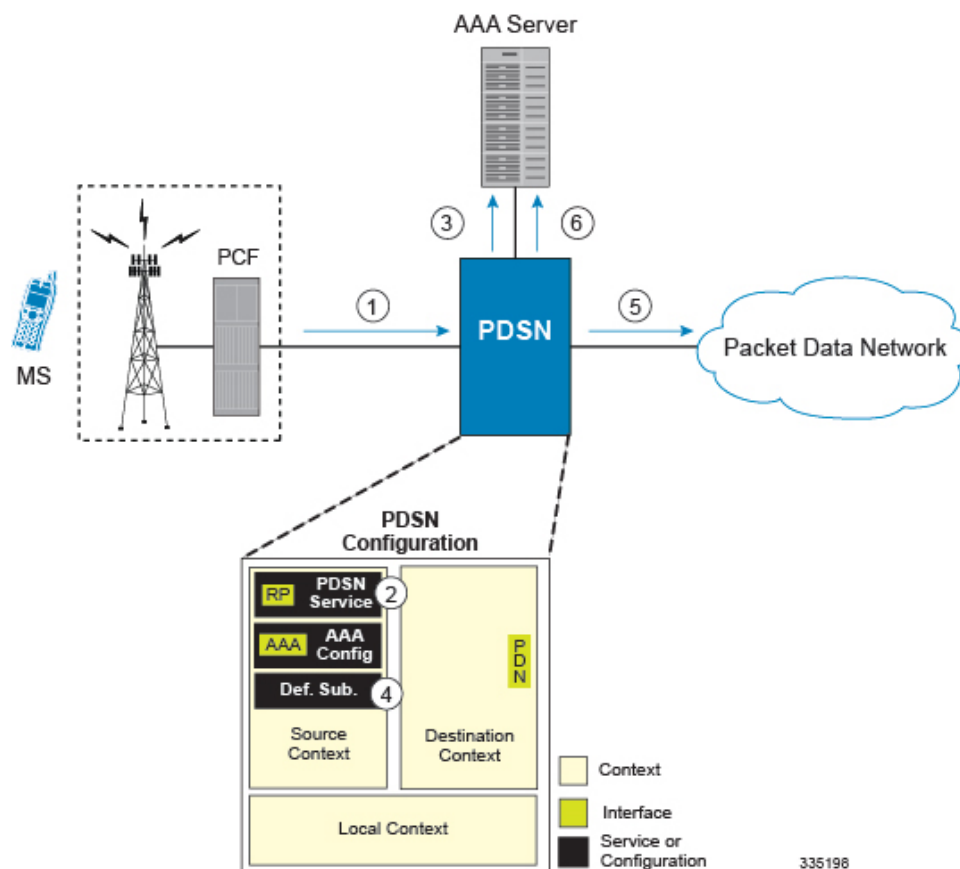 AAA Server
3
6
PCF
1
5
MS
PDSN
Packet Data Network
PDSN
Configuration
RP
PDSN
Service
2
AAA
AAA
Config
Def. Sub.
4
PDN
Source
Context
Destination
Context
Local Context
Context
Interface
Service or
Configuration
335198